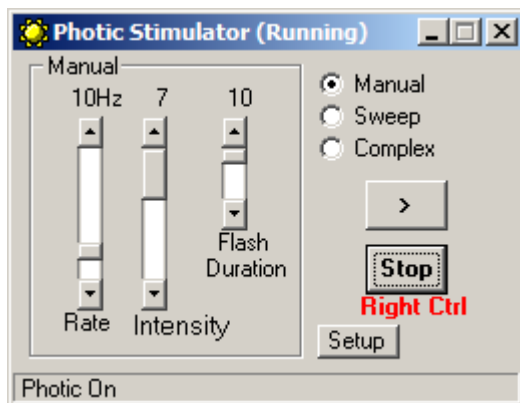 Photic Stimulator (Running)
Manual
10Hz 7 10
Rate Intensity
Flash
Duration
Manual
Sweep
Complex
>
Stop
Right Ctrl
Setup
Photic On